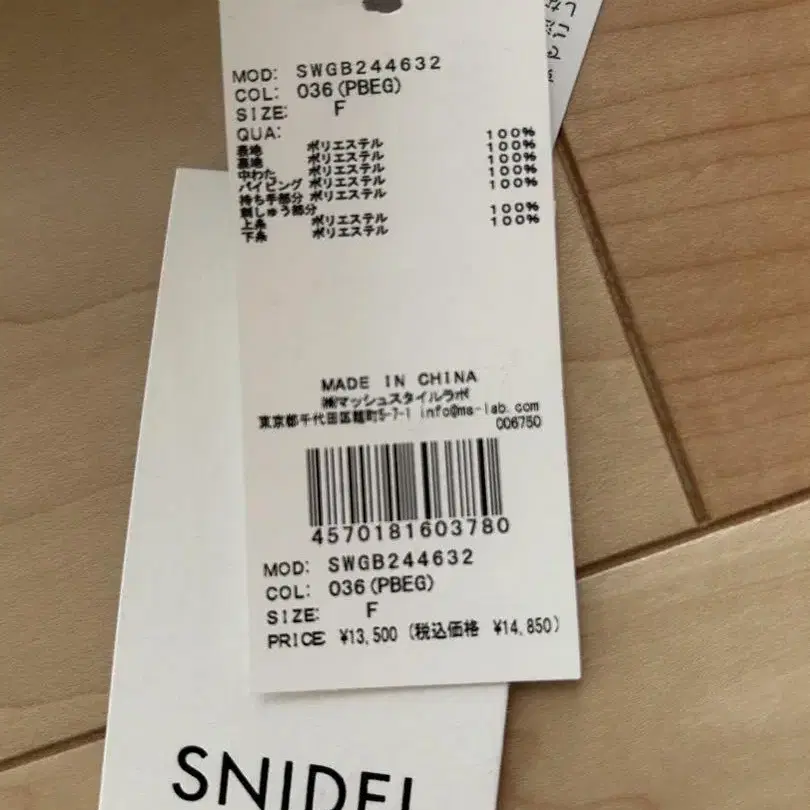 MOD: SWGB244632
COL: 036(PBEG)
SIZE: F
QUA:
表地 ポリエステル 100%
裏地 ポリエステル 100%
中わた ポリエステル 100%
パイピング ポリエステル 100%
持ち手部分 ポリエステル 100%
刺しゅう部分
上糸 ポリエステル 100%
下糸 ポリエステル 100%
MADE IN CHINA
㈱マッシュスタイルラボ
東京都千代田区麹町5-7-1 info@ms-lab.com
006750
4570181603780
MOD: SWGB244632
COL: 036(PBEG)
SIZE: F
PRICE ¥13,500 (税込価格 ¥14,850)
SNIDEL